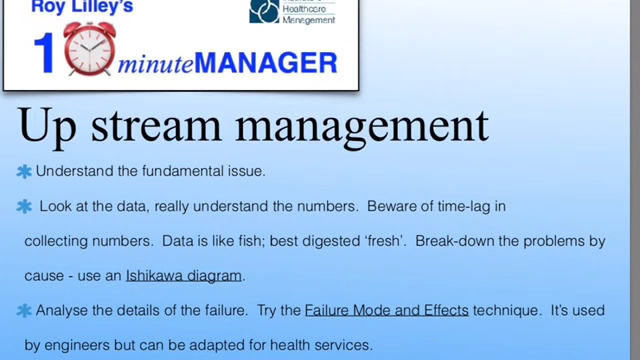 Roy Lilley's
Healthcare
Management
10 minuteMANAGER
Up stream management
Understand the fundamental issue.
Look at the data, really understand the numbers. Beware of time-lag in
collecting numbers. Data is like fish; best digested ‘fresh’. Break-down the problems by
cause - use an Ishikawa diagram.
Analyse the details of the failure. Try the Failure Mode and Effects technique. It’s used
by engineers but can be adapted for health services.